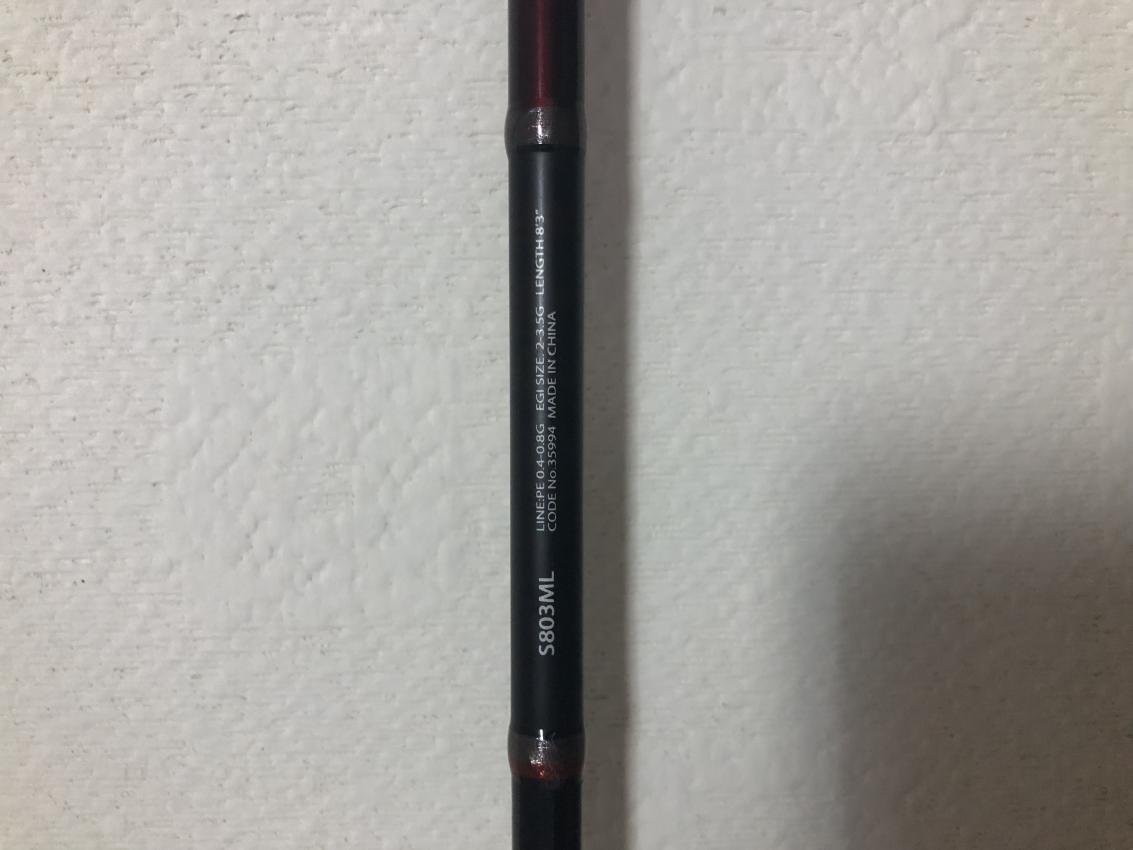 S803ML
LINE:PE 0.4-0.8G EGI SIZE.2-3.5G LENGTH 8'3"
CODE No.35994 MADE IN CHINA